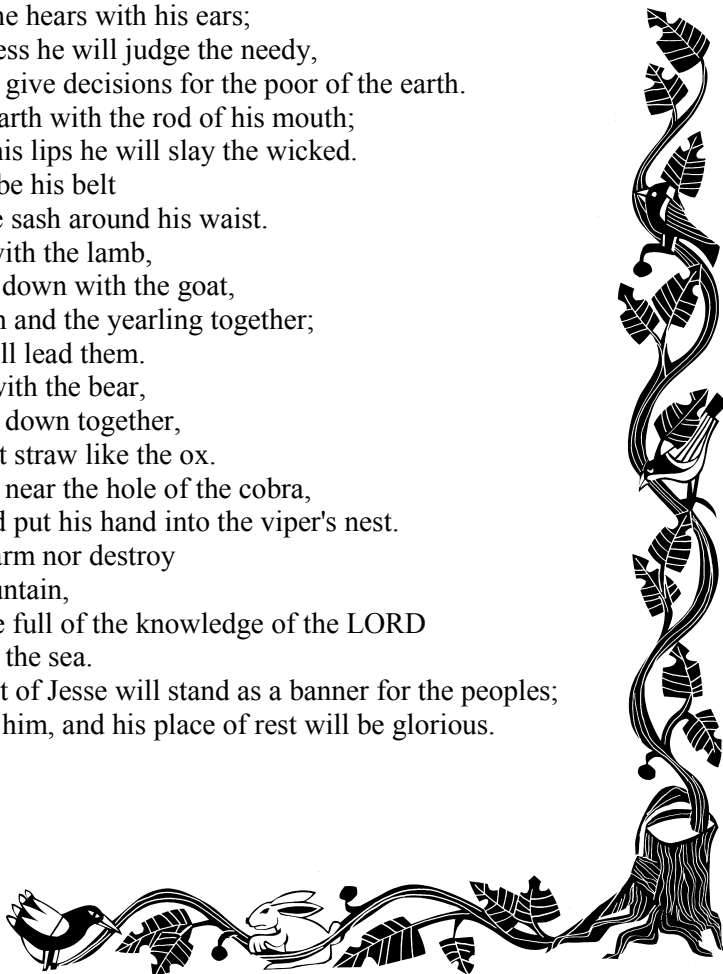 he hears with his ears;
ess he will judge the needy,
give decisions for the poor of the earth.
arth with the rod of his mouth;
his lips he will slay the wicked.
be his belt
e sash around his waist.
with the lamb,
down with the goat,
n and the yearling together;
ll lead them.
with the bear,
down together,
t straw like the ox.
near the hole of the cobra,
d put his hand into the viper's nest.
arm nor destroy
untain,
e full of the knowledge of the LORD
the sea.
t of Jesse will stand as a banner for the peoples;
him, and his place of rest will be glorious.